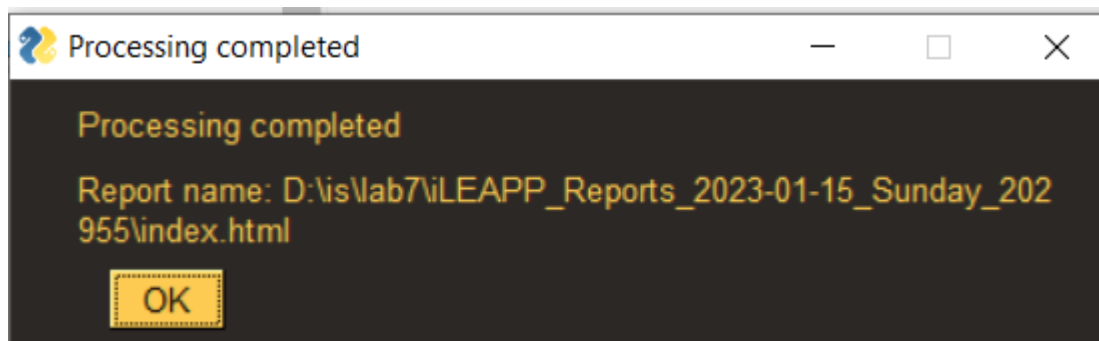 Processing completed
Processing completed
Report name: D:\is\lab7\iLEAPP_Reports_2023-01-15_Sunday_202
955\index.html
OK